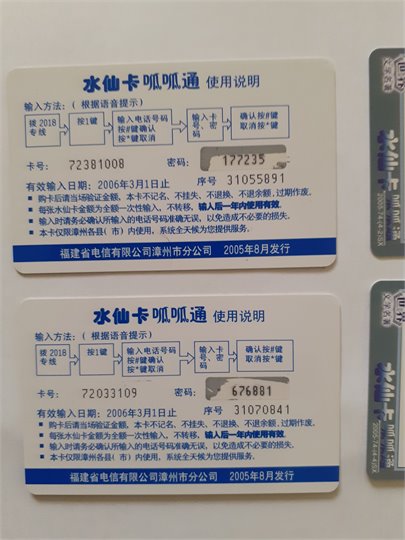 水仙卡呱呱通 使用说明
输入方法:(根据语音提示)
拨2018专线
按1键
输入电话号码
按#键确认
按*键取消
输入卡号、密码
确认按#键
取消按*键
卡号: 72381008 密码: 177235
有效输入日期: 2006年3月1日止 序号 31055891
■ 购卡后请当场验证金额,本卡不记名、不挂失、不退换、不退余额,过期作废。
■ 每张水仙卡金额为全额一次性输入,不转移,输入后一年内使用有效。
■ 输入时请务必确认所输入的电话号码准确无误,以免造成不必要的损失。
■ 本卡仅限漳州各县(市)内使用,系统全天候为您提供服务。
福建省电信有限公司漳州市分公司 2005年8月发行
水仙卡呱呱通 使用说明
输入方法:(根据语音提示)
拨2018专线
按1键
输入电话号码
按#键确认
按*键取消
输入卡号、密码
确认按#键
取消按*键
卡号: 72033109 密码: 676881
有效输入日期: 2006年3月1日止 序号 31070841
■ 购卡后请当场验证金额,本卡不记名、不挂失、不退换、不退余额,过期作废。
■ 每张水仙卡金额为全额一次性输入,不转移,输入后一年内使用有效。
■ 输入时请务必确认所输入的电话号码准确无误,以免造成不必要的损失。
■ 本卡仅限漳州各县(市)内使用,系统全天候为您提供服务。
福建省电信有限公司漳州市分公司 2005年8月发行
文学名著
水仙卡
文学名著
水仙卡